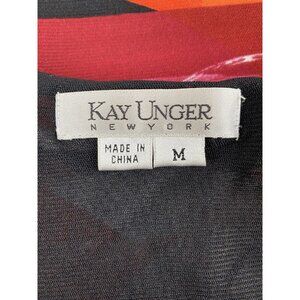 KAY UNGER
NEW YORK
MADE IN
CHINA
M